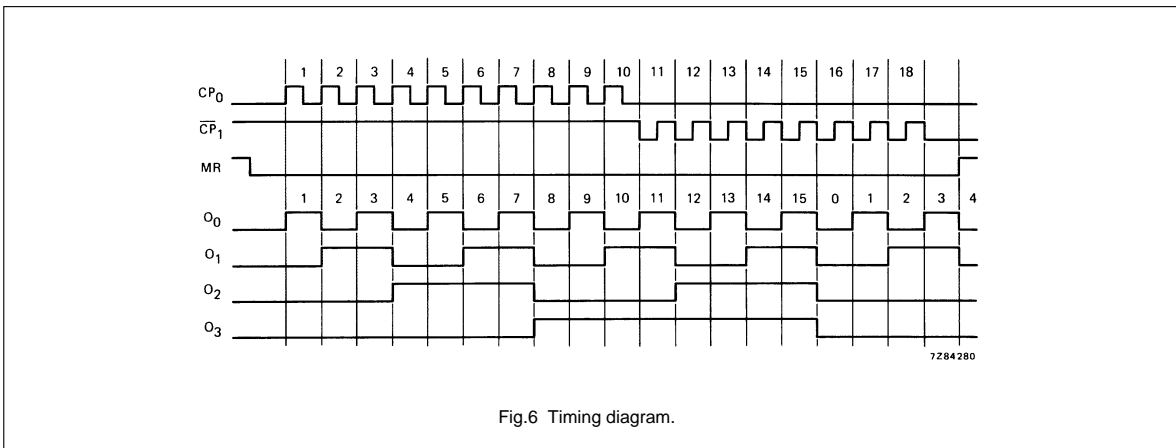 1 2 3 4 5 6 7 8 9 10 11 12 13 14 15 16 17 18
CP0
CP1
MR
1 2 3 4 5 6 7 8 9 10 11 12 13 14 15 0 1 2 3 4
O0
O1
O2
O3
7Z84280
Fig.6 Timing diagram.